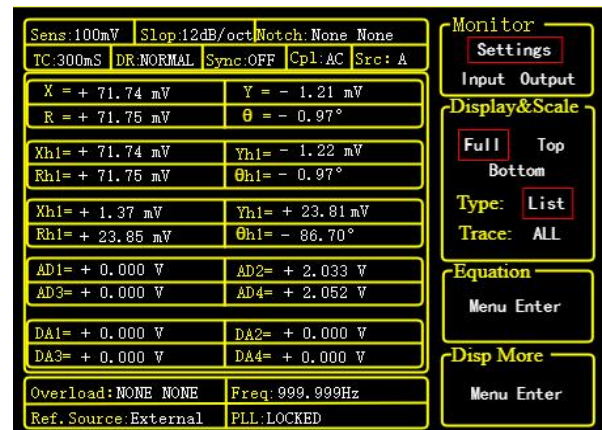 Sens:100mV Slop:12dB/oct Notch: None None
TC:300mS DR:NORMAL Sync:OFF Cpl:AC Src: A
X = + 71.74 mV Y = - 1.21 mV
R = + 71.75 mV θ = - 0.97°
Xh1= + 71.74 mV Yh1= - 1.22 mV
Rh1= + 71.75 mV θh1= - 0.97°
Xh1= + 1.37 mV Yh1= + 23.81 mV
Rh1= + 23.85 mV θh1= - 86.70°
AD1= + 0.000 V AD2= + 2.033 V
AD3= + 0.000 V AD4= + 2.052 V
DA1= + 0.000 V DA2= + 0.000 V
DA3= + 0.000 V DA4= + 0.000 V
Overload:NONE NONE Freq:999.999Hz
Ref.Source:External PLL:LOCKED
Monitor
Settings
Input Output
Display&Scale
Full Top
Bottom
Type: List
Trace: ALL
Equation
Menu Enter
Disp More
Menu Enter